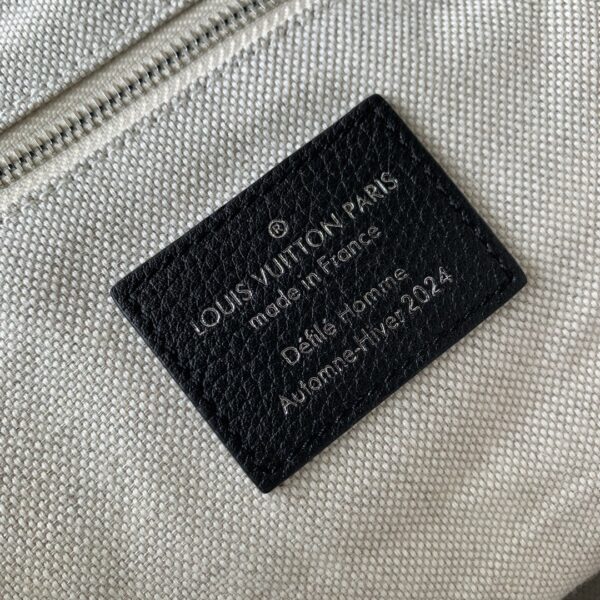 ®
LOUIS VUITTON PARIS
made in France
Défilé Homme
Automne-Hiver 2024